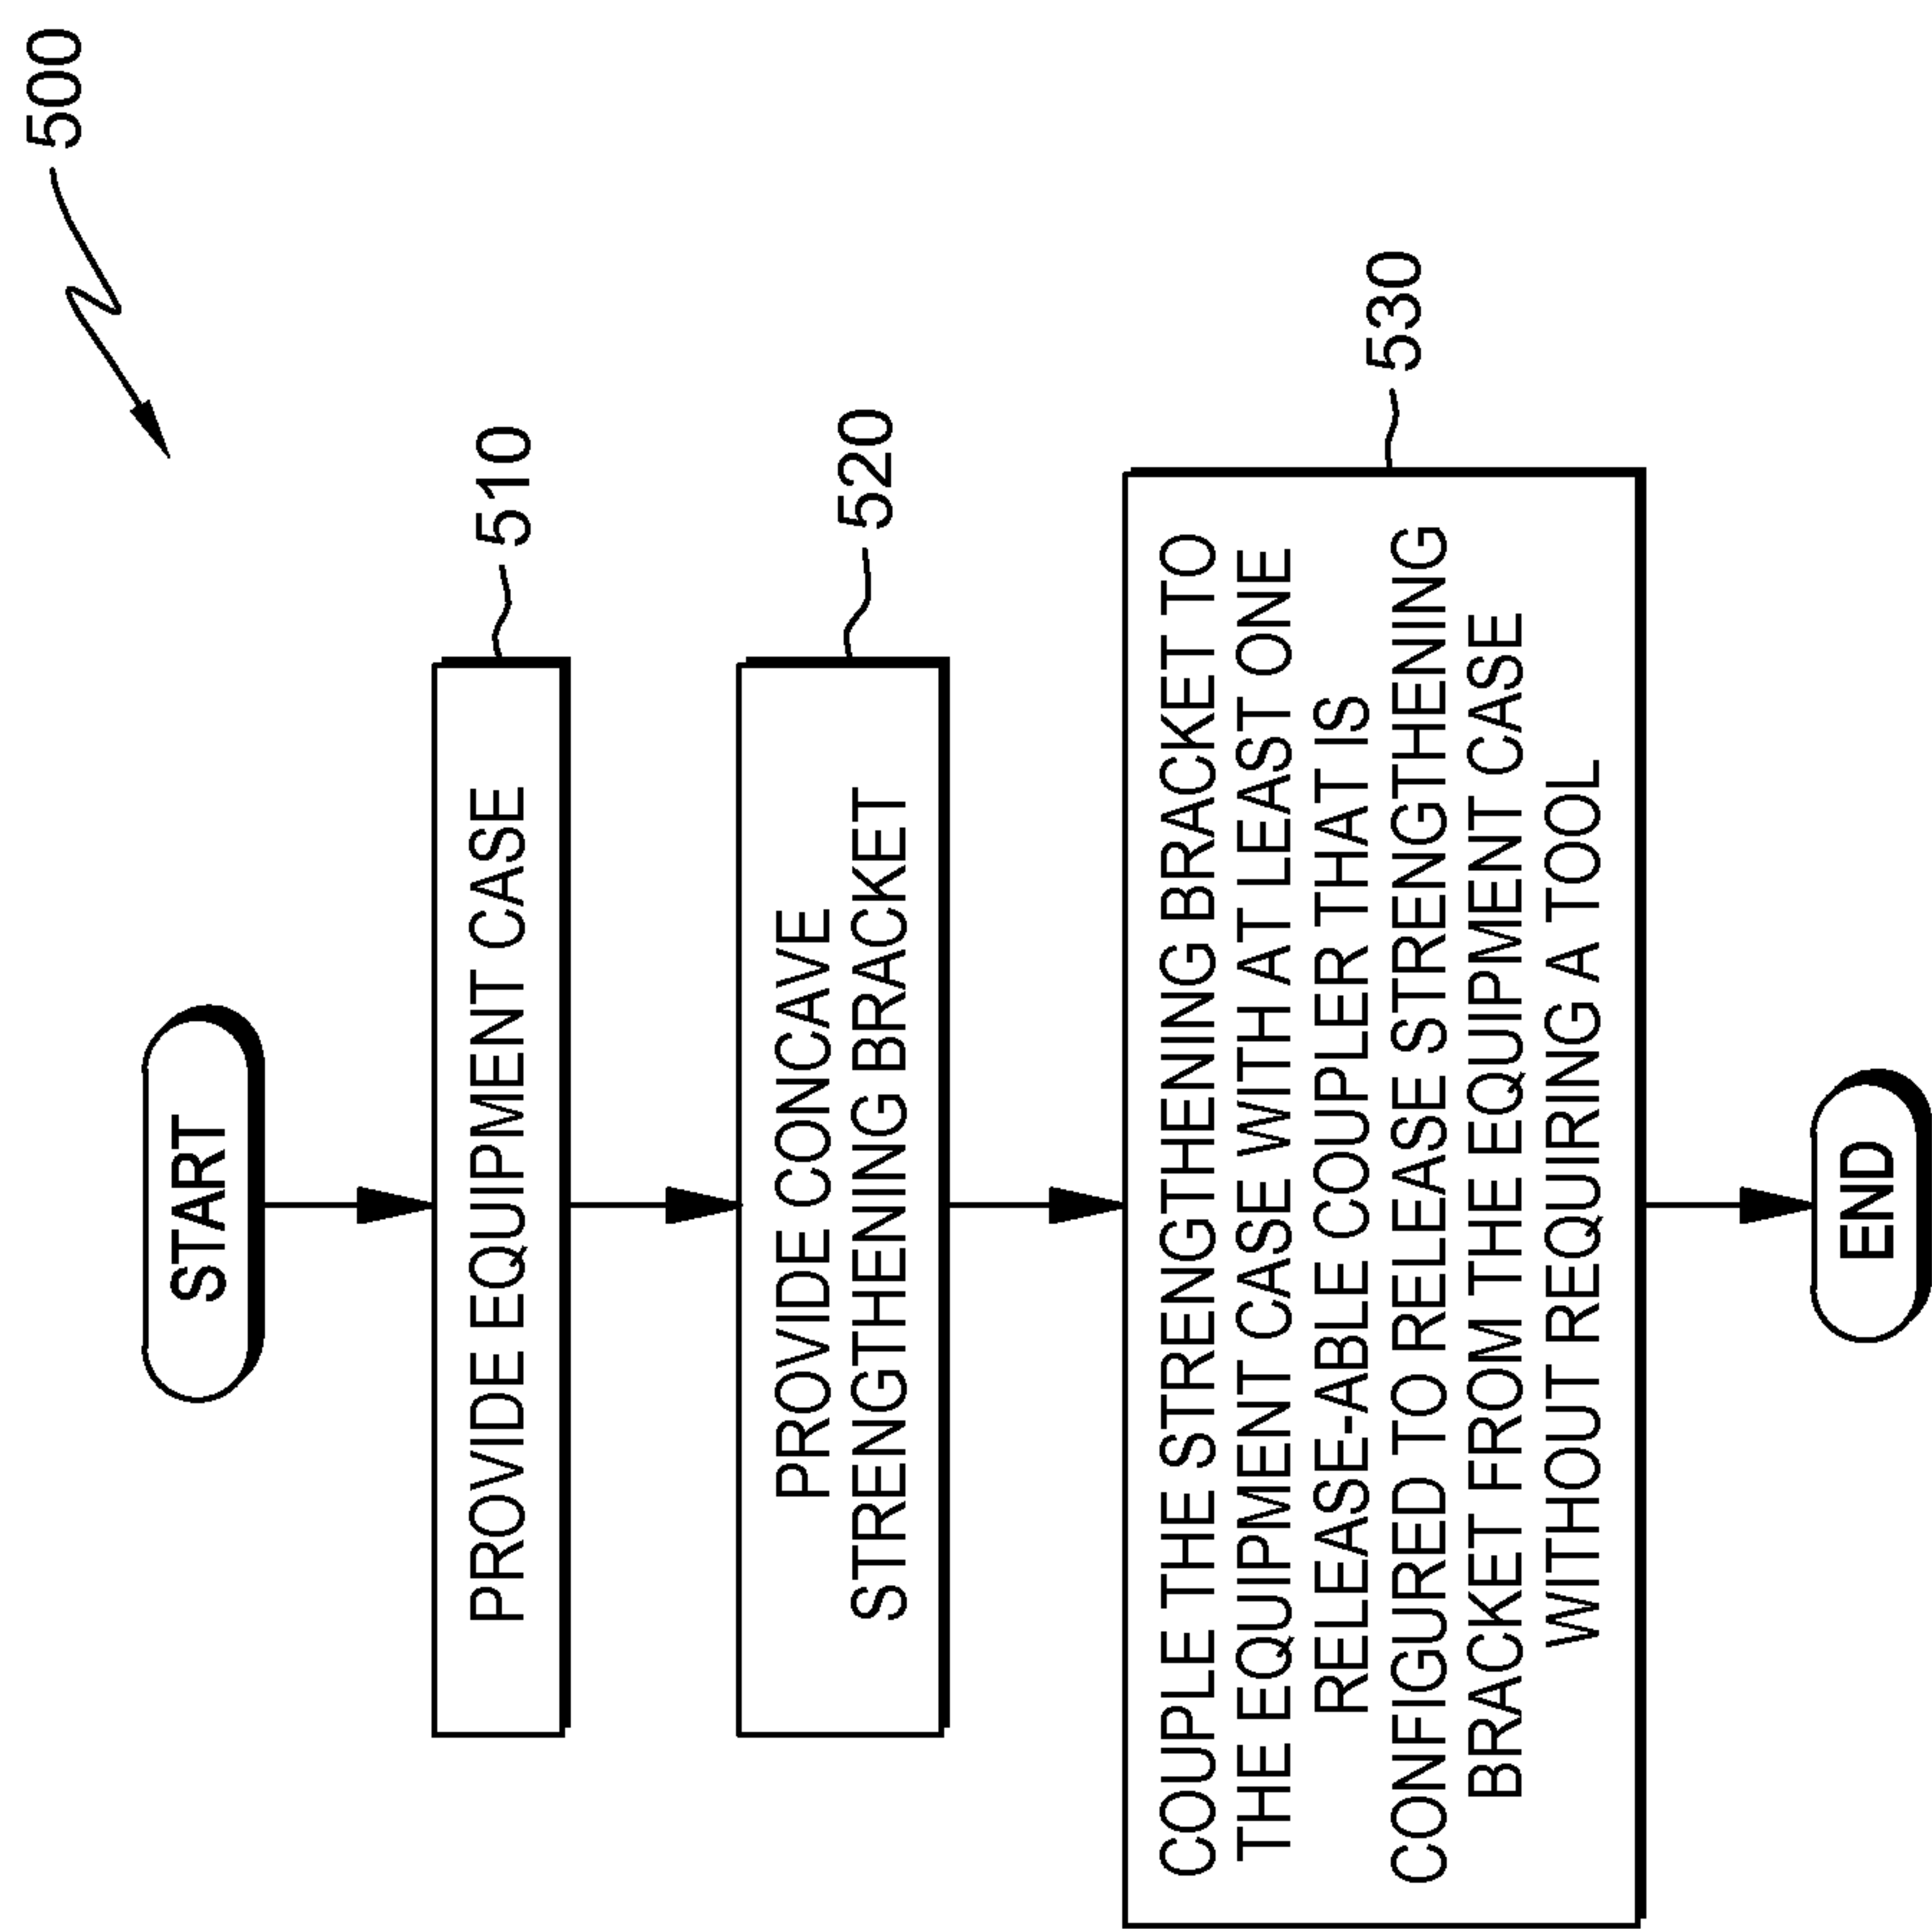 500
START
PROVIDE EQUIPMENT CASE
510
PROVIDE CONCAVE
STRENGTHENING BRACKET
520
COUPLE THE STRENGTHENING BRACKET TO
THE EQUIPMENT CASE WITH AT LEAST ONE
RELEASE-ABLE COUPLER THAT IS
CONFIGURED TO RELEASE STRENGTHENING
BRACKET FROM THE EQUIPMENT CASE
WITHOUT REQUIRING A TOOL
530
END